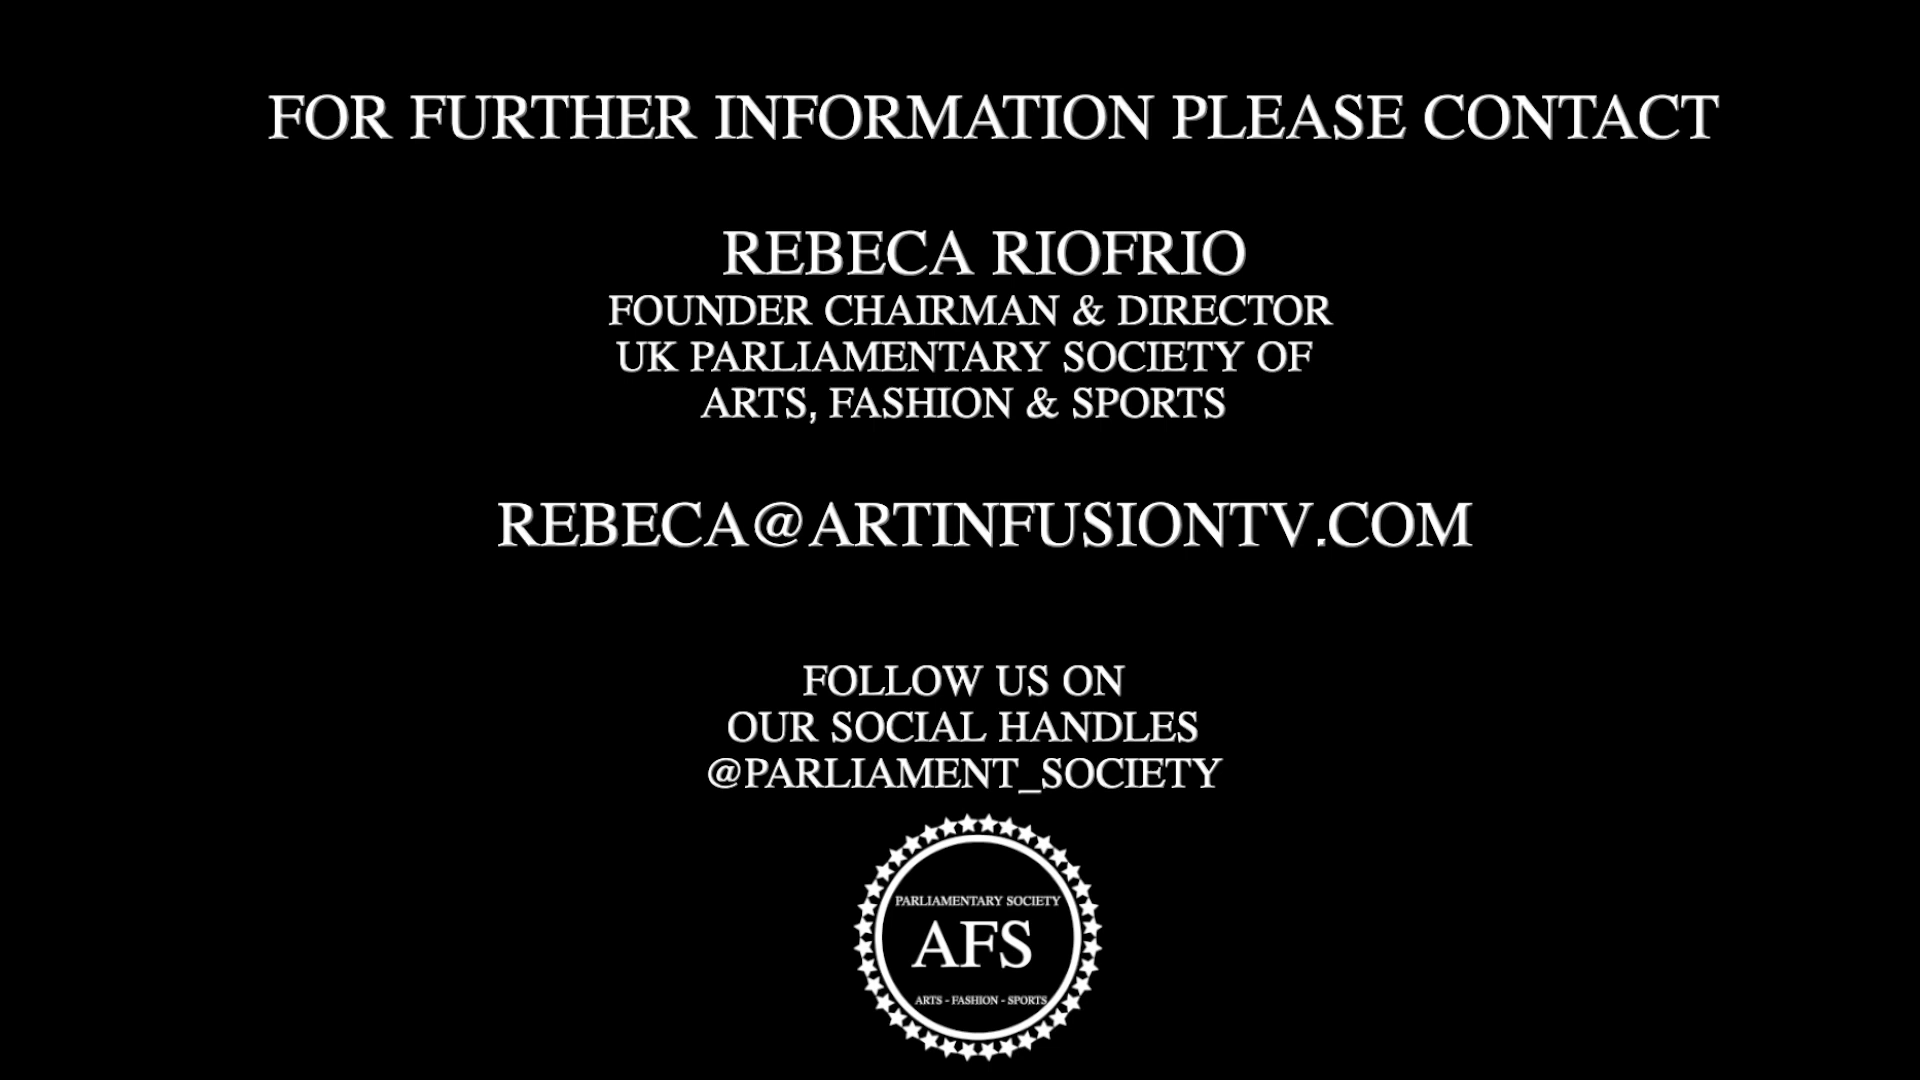 FOR FURTHER INFORMATION PLEASE CONTACT
REBECA RIOFRIO
FOUNDER CHAIRMAN & DIRECTOR
UK PARLIAMENTARY SOCIETY OF
ARTS, FASHION & SPORTS
REBECA@ARTINFUSIONTV.COM
FOLLOW US ON
OUR SOCIAL HANDLES
@PARLIAMENT_SOCIETY
PARLIAMENTARY SOCIETY
AFS
ARTS - FASHION - SPORTS